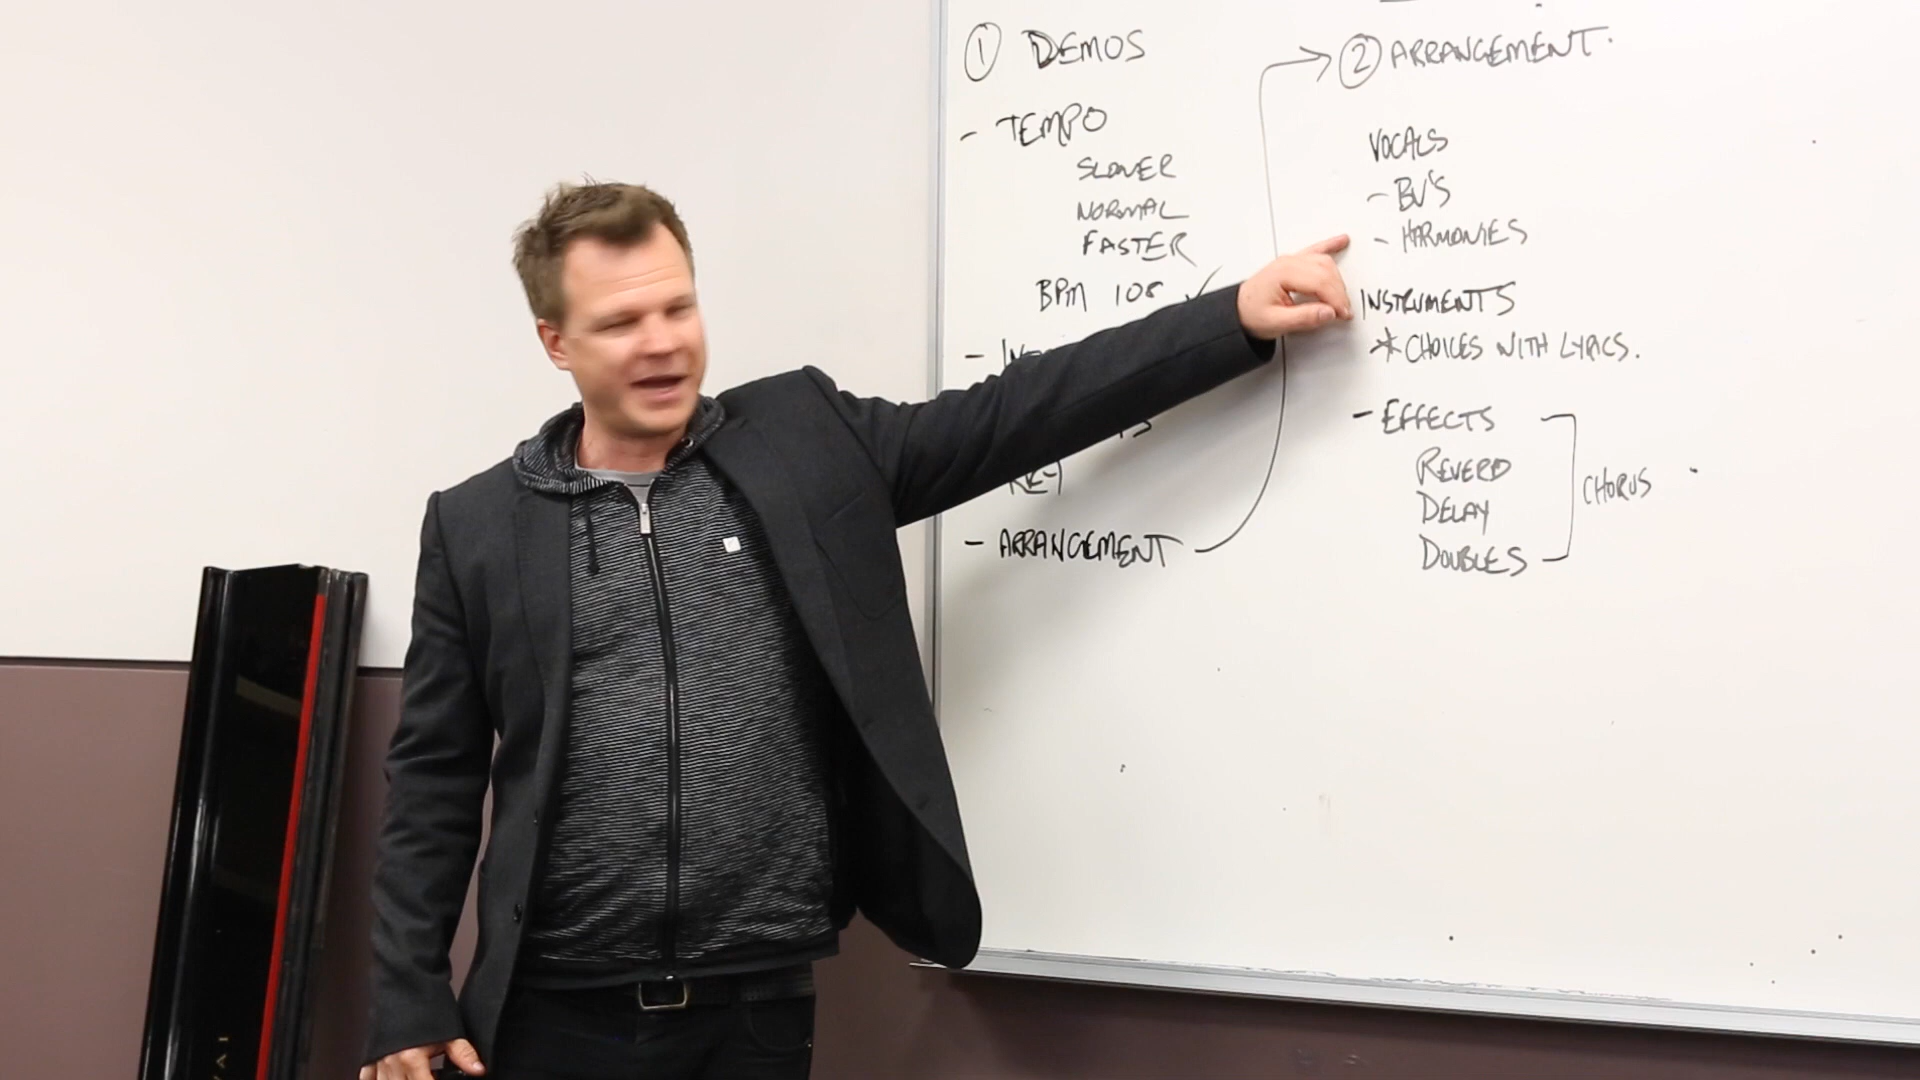 ① DEMOS
- TEMPO
SLOWER
NORMAL
FASTER
BPM 108 ✓
KEY
- ARRANGEMENT
② ARRANGEMENT.
VOCALS
- BV'S
- HARMONIES
INSTRUMENTS
* CHOICES WITH LYRICS.
- EFFECTS
REVERB
DELAY
DOUBLES
CHORUS